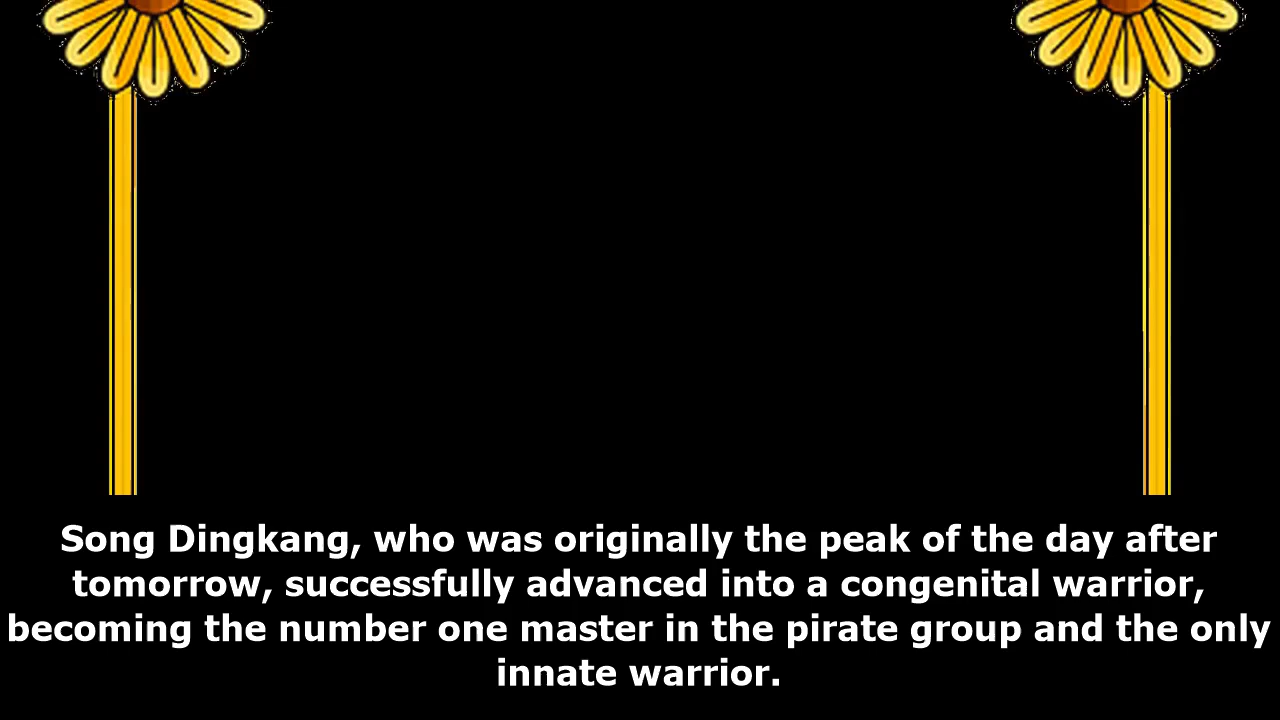 Song Dingkang, who was originally the peak of the day after
tomorrow, successfully advanced into a congenital warrior,
becoming the number one master in the pirate group and the only
innate warrior.